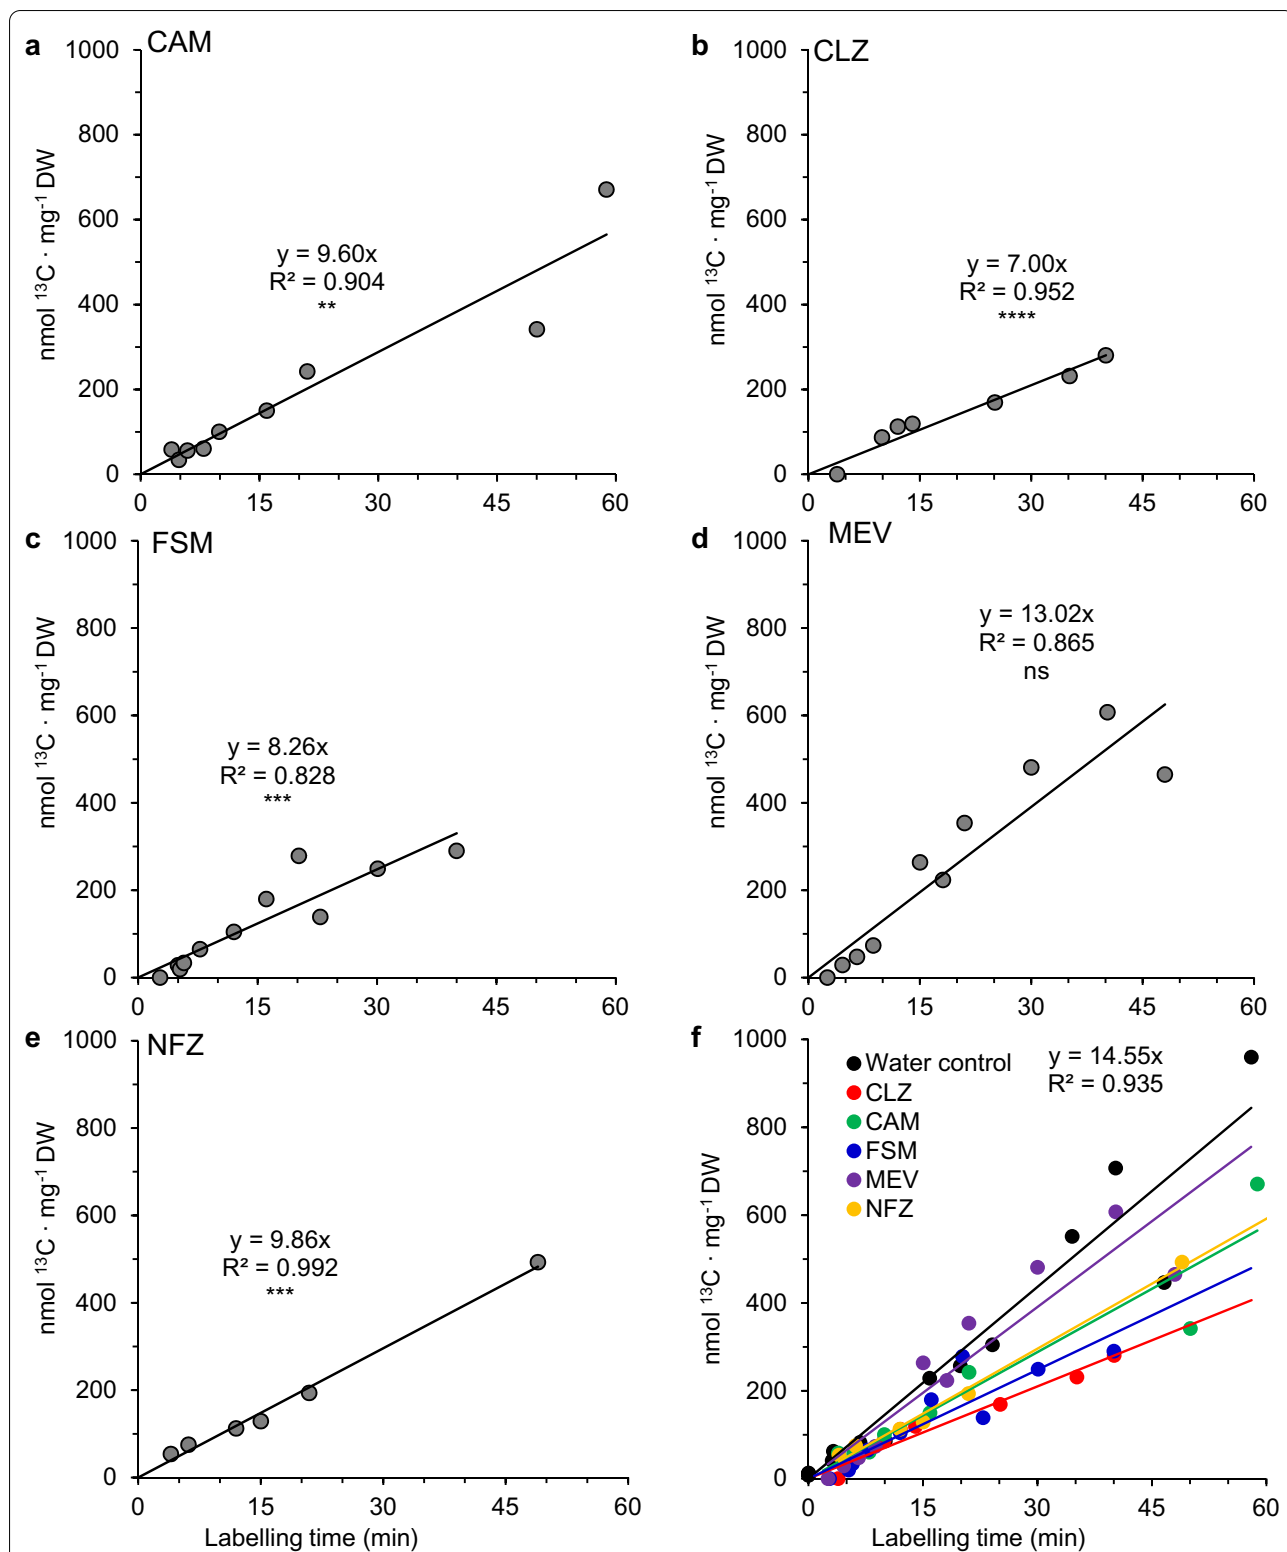 a CAM
1000
800
600
400
200
0
nmol ¹³C · mg⁻¹ DW
y = 9.60x
R² = 0.904
**
0 15 30 45 60
b CLZ
1000
800
600
400
200
0
nmol ¹³C · mg⁻¹ DW
y = 7.00x
R² = 0.952
****
0 15 30 45 60
c FSM
1000
800
600
400
200
0
nmol ¹³C · mg⁻¹ DW
y = 8.26x
R² = 0.828
***
0 15 30 45 60
d MEV
1000
800
600
400
200
0
nmol ¹³C · mg⁻¹ DW
y = 13.02x
R² = 0.865
ns
0 15 30 45 60
e NFZ
1000
800
600
400
200
0
nmol ¹³C · mg⁻¹ DW
y = 9.86x
R² = 0.992
***
0 15 30 45 60
Labelling time (min)
f
1000
800
600
400
200
0
nmol ¹³C · mg⁻¹ DW
Water control
CLZ
CAM
FSM
MEV
NFZ
y = 14.55x
R² = 0.935
0 15 30 45 60
Labelling time (min)